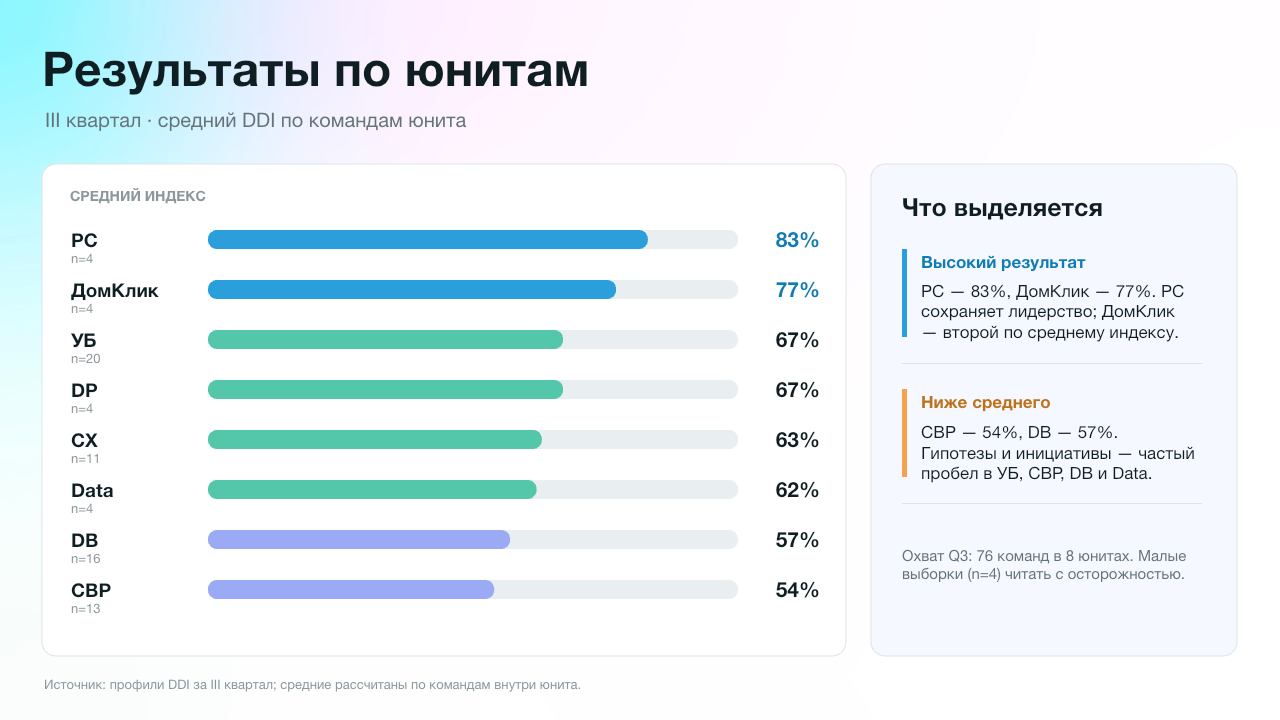 Результаты по юнитам
III квартал · средний DDI по командам юнита
СРЕДНИЙ ИНДЕКС
РС
n=4
83%
ДомКлик
n=4
77%
УБ
n=20
67%
DP
n=4
67%
CX
n=11
63%
Data
n=4
62%
DB
n=16
57%
СВР
n=13
54%
Что выделяется
Высокий результат
РС — 83%, ДомКлик — 77%. РС
сохраняет лидерство; ДомКлик
— второй по среднему индексу.
Ниже среднего
СВР — 54%, DB — 57%.
Гипотезы и инициативы — частый
пробел в УБ, СВР, DB и Data.
Охват Q3: 76 команд в 8 юнитах. Малые
выборки (n=4) читать с осторожностью.
Источник: профили DDI за III квартал; средние рассчитаны по командам внутри юнита.